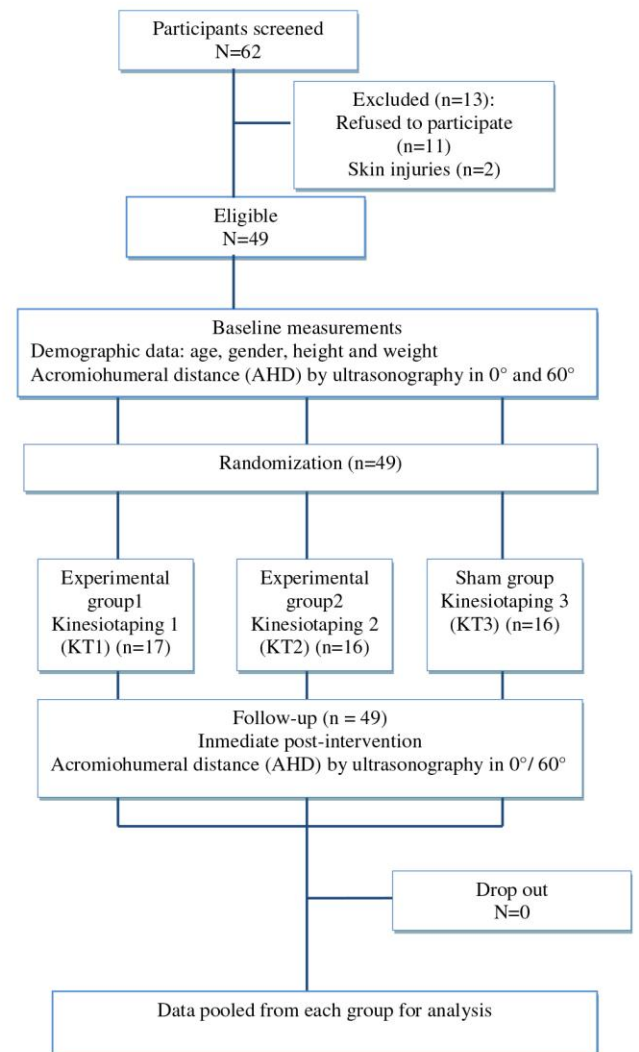 Participants screened
N=62
Excluded (n=13):
Refused to participate
(n=11)
Skin injuries (n=2)
Eligible
N=49
Baseline measurements
Demographic data: age, gender, height and weight
Acromiohumeral distance (AHD) by ultrasonography in 0° and 60°
Randomization (n=49)
Experimental
group1
Kinesiotaping 1
(KT1) (n=17)
Experimental
group2
Kinesiotaping 2
(KT2) (n=16)
Sham group
Kinesiotaping 3
(KT3) (n=16)
Follow-up (n = 49)
Inmediate post-intervention
Acromiohumeral distance (AHD) by ultrasonography in 0°/ 60°
Drop out
N=0
Data pooled from each group for analysis